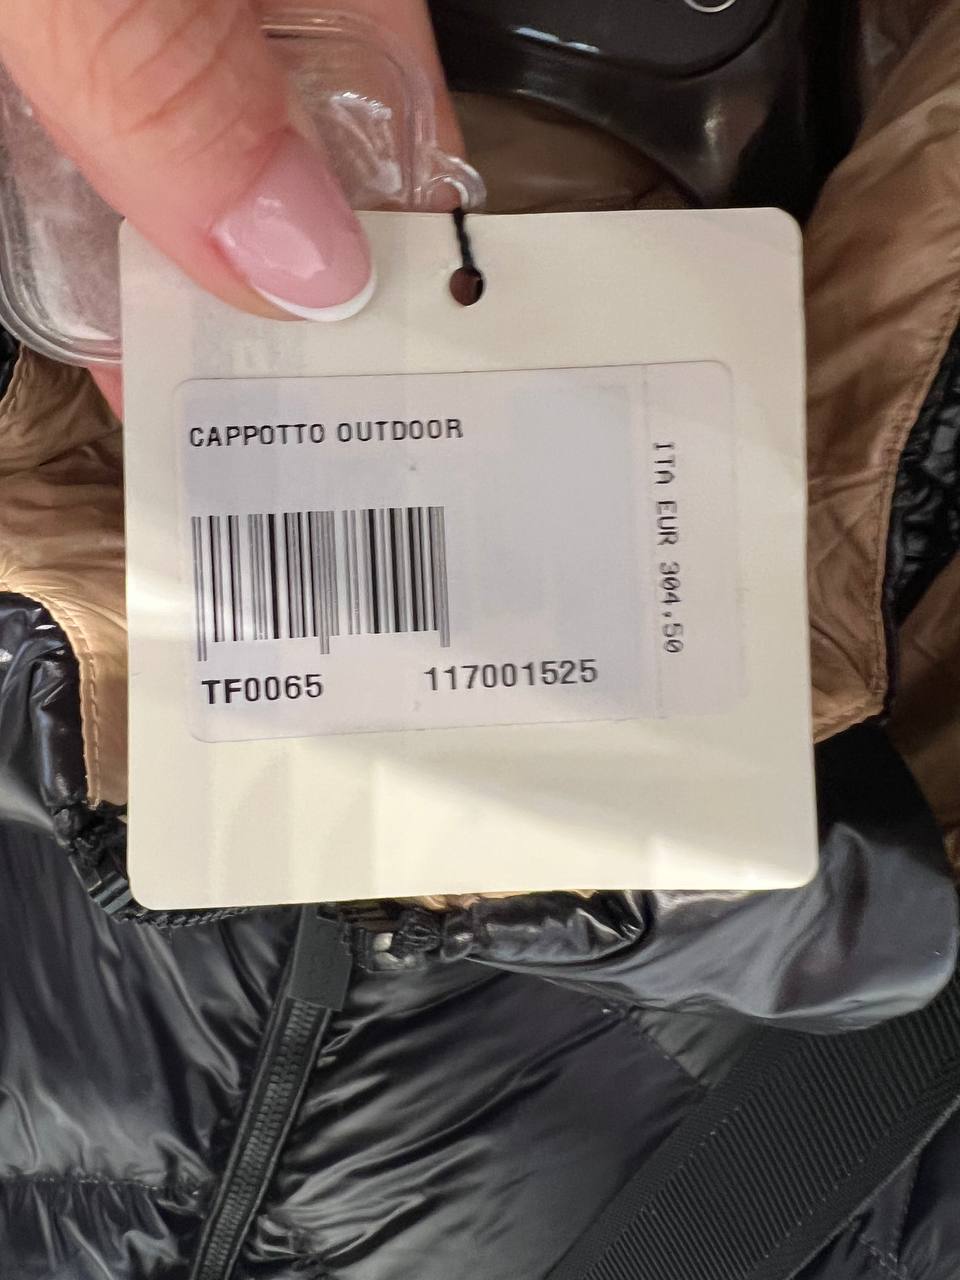 CAPPOTTO OUTDOOR
TF0065 117001525
ITA EUR 304.50